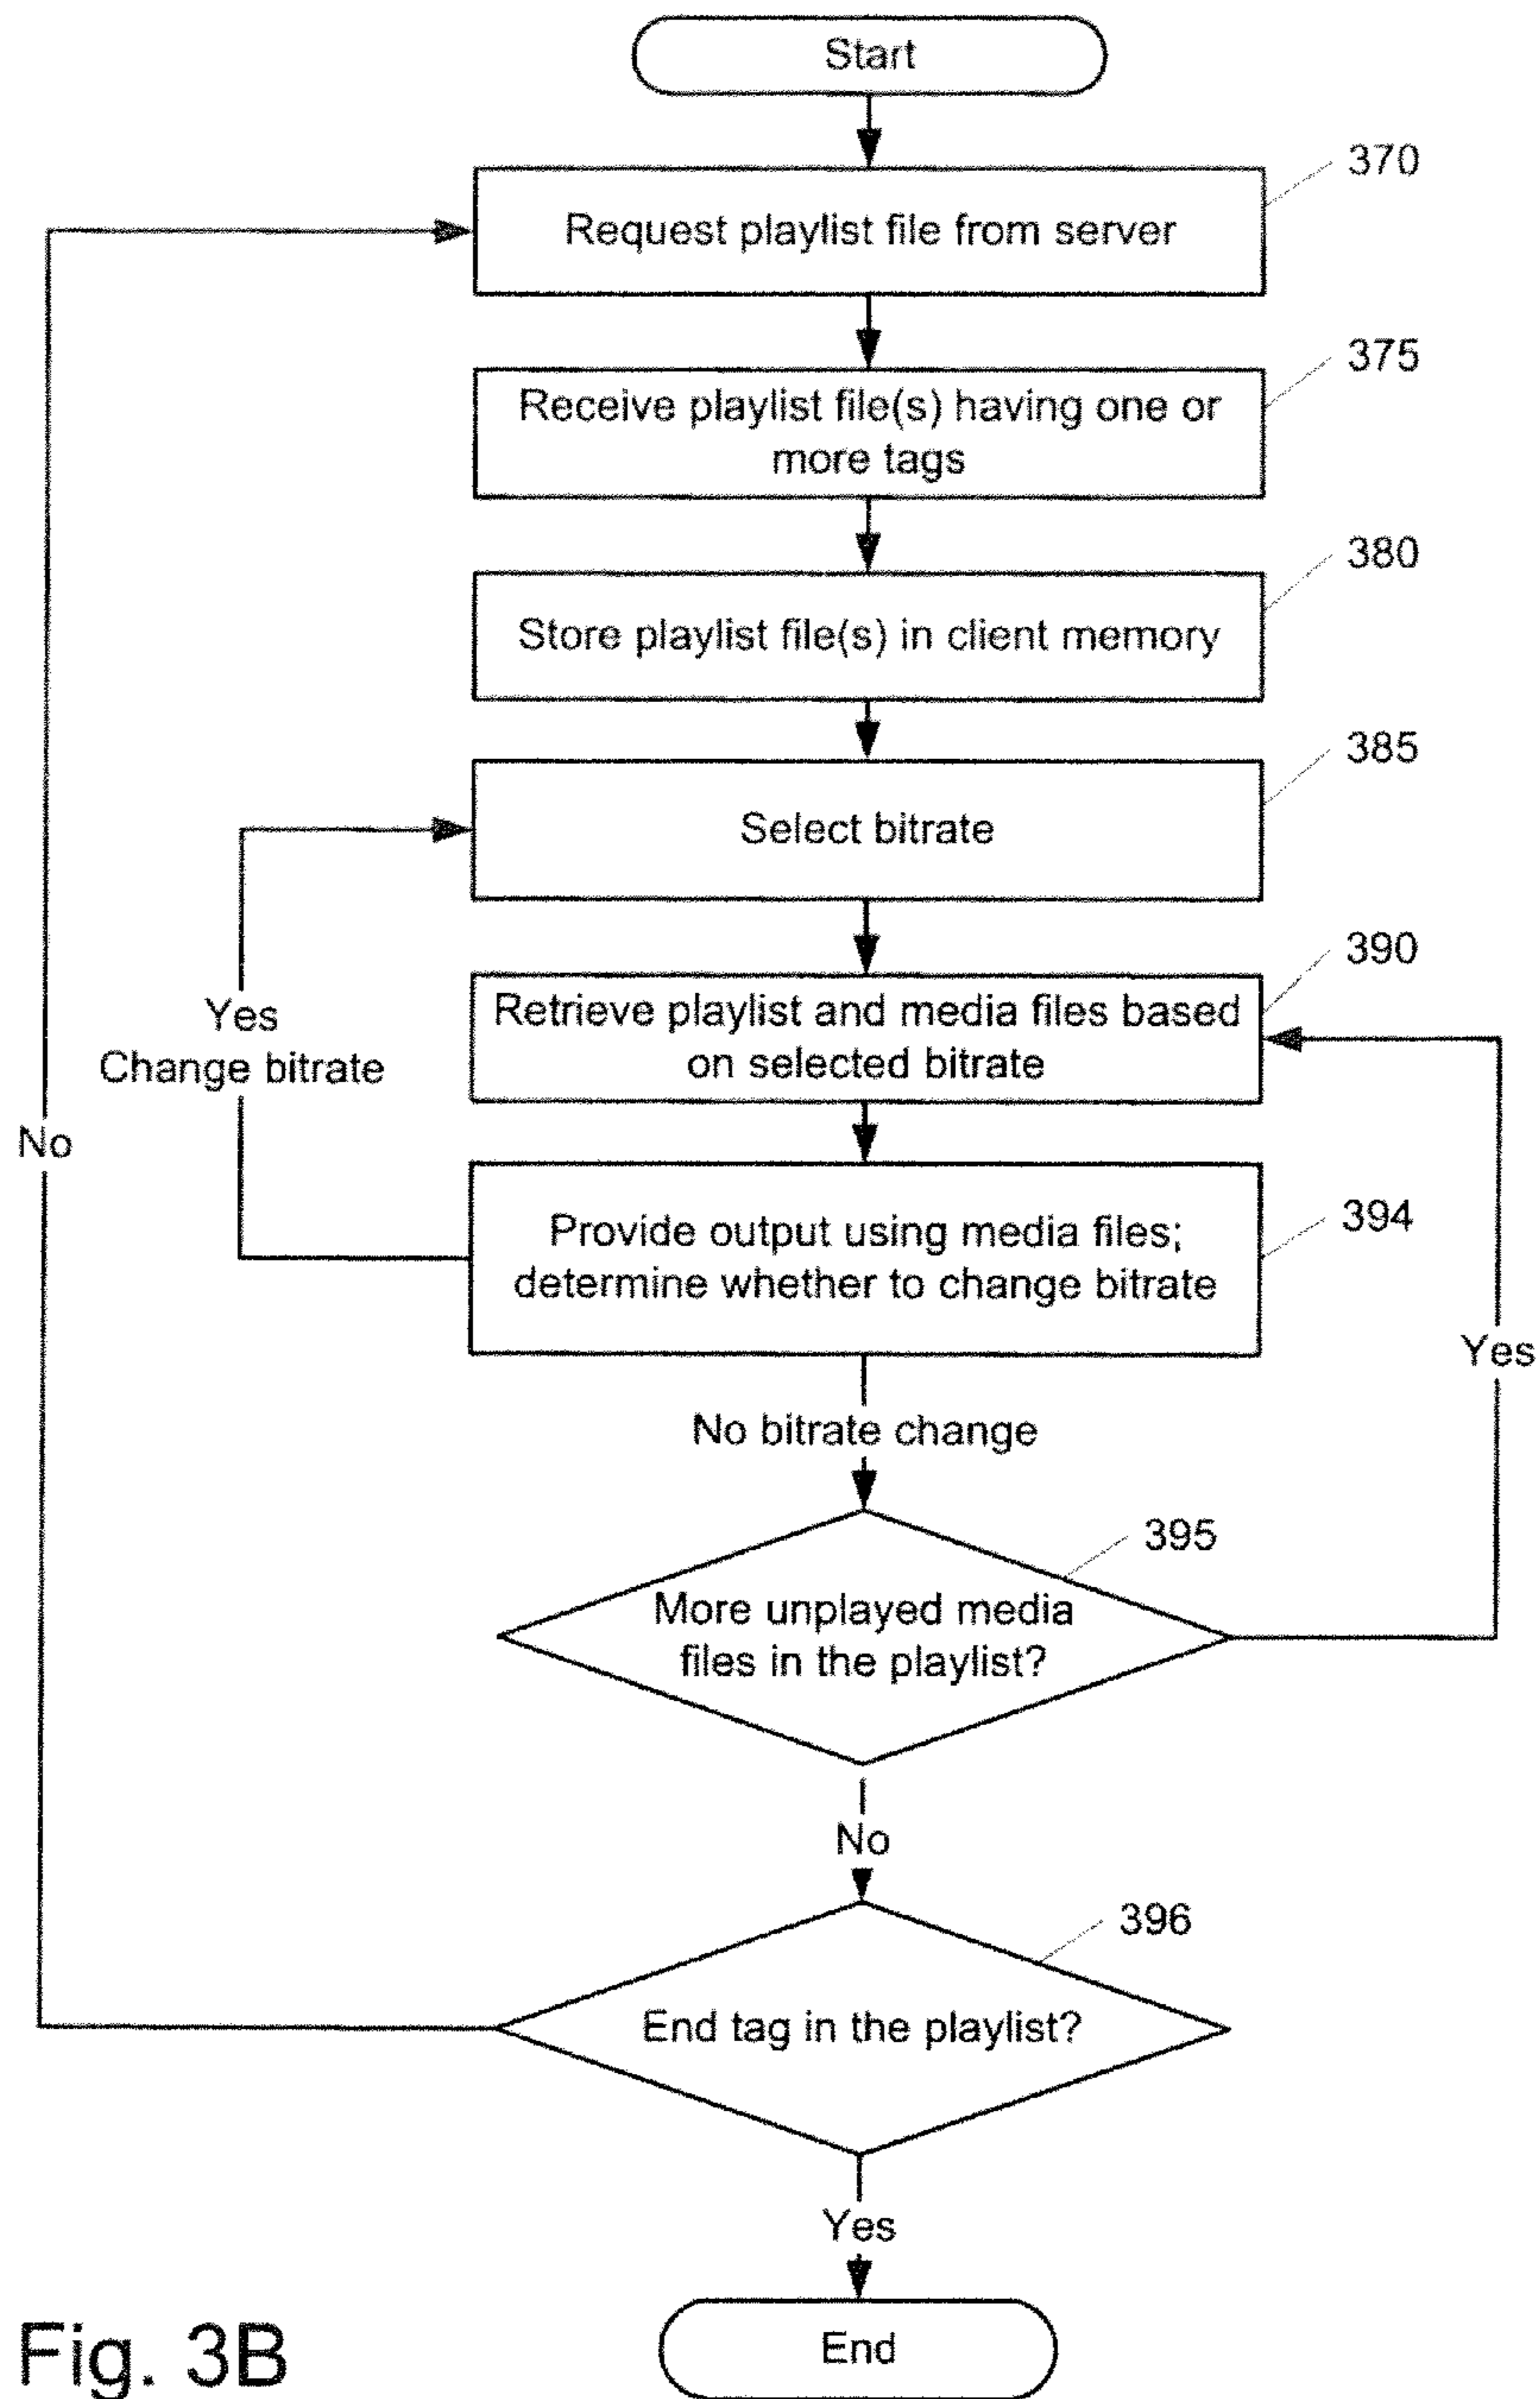 Start
370
Request playlist file from server
375
Receive playlist file(s) having one or
more tags
380
Store playlist file(s) in client memory
385
Select bitrate
390
Retrieve playlist and media files based
on selected bitrate
Yes
Change bitrate
No
394
Provide output using media files;
determine whether to change bitrate
Yes
No bitrate change
395
More unplayed media
files in the playlist?
No
396
End tag in the playlist?
Yes
End
Fig. 3B